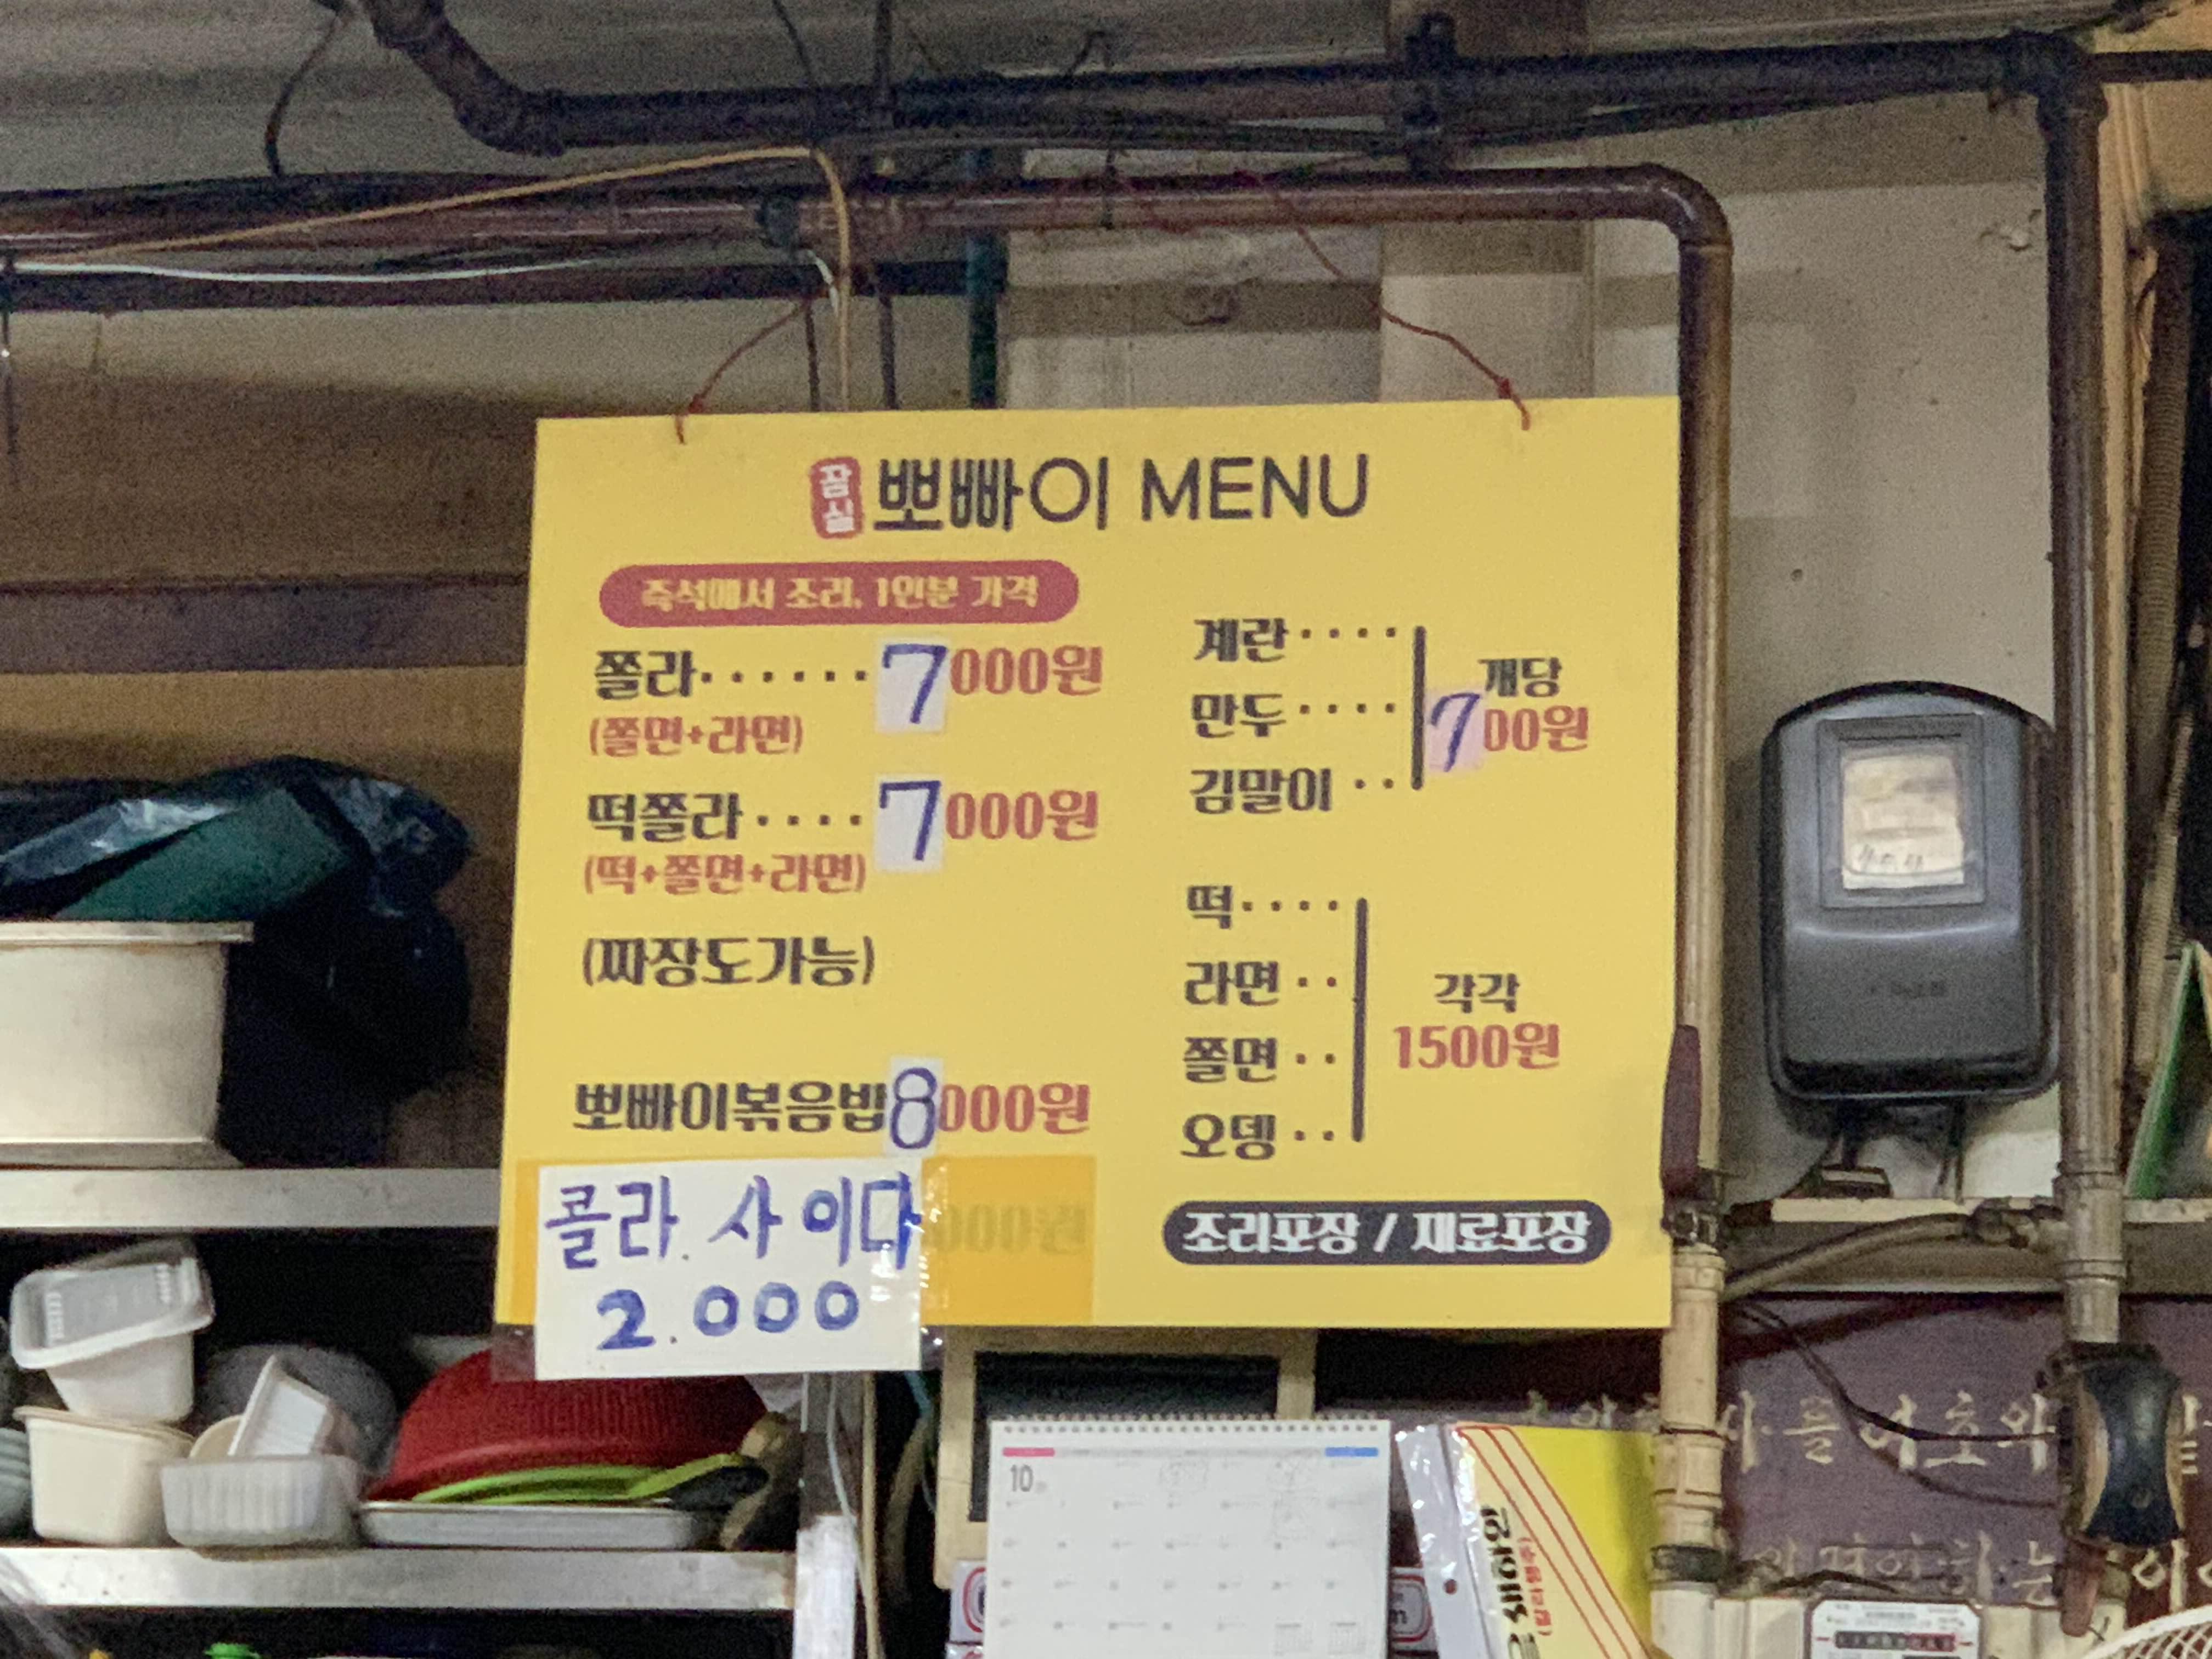 잠실 뽀빠이 MENU
즉석에서 조리, 1인분 가격
쫄라······7000원
(쫄면+라면)
떡쫄라····7000원
(떡+쫄면+라면)
(짜장도가능)
뽀빠이볶음밥8000원
콜라. 사이다
2.000
000원
계란····
만두····
김말이··
개당
700원
떡····
라면··
쫄면··
오뎅··
각각
1500원
조리포장 / 재료포장
10